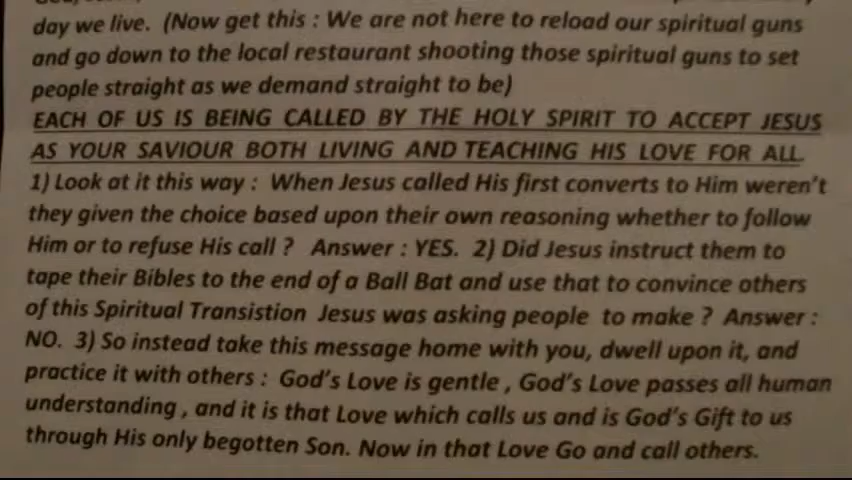 day we live. (Now get this : We are not here to reload our spiritual guns
and go down to the local restaurant shooting those spiritual guns to set
people straight as we demand straight to be)
EACH OF US IS BEING CALLED BY THE HOLY SPIRIT TO ACCEPT JESUS
AS YOUR SAVIOUR BOTH LIVING AND TEACHING HIS LOVE FOR ALL.
1) Look at it this way : When Jesus called His first converts to Him weren't
they given the choice based upon their own reasoning whether to follow
Him or to refuse His call ? Answer : YES. 2) Did Jesus instruct them to
tape their Bibles to the end of a Ball Bat and use that to convince others
of this Spiritual Transistion Jesus was asking people to make ? Answer :
NO. 3) So instead take this message home with you, dwell upon it, and
practice it with others : God's Love is gentle , God's Love passes all human
understanding , and it is that Love which calls us and is God's Gift to us
through His only begotten Son. Now in that Love Go and call others.